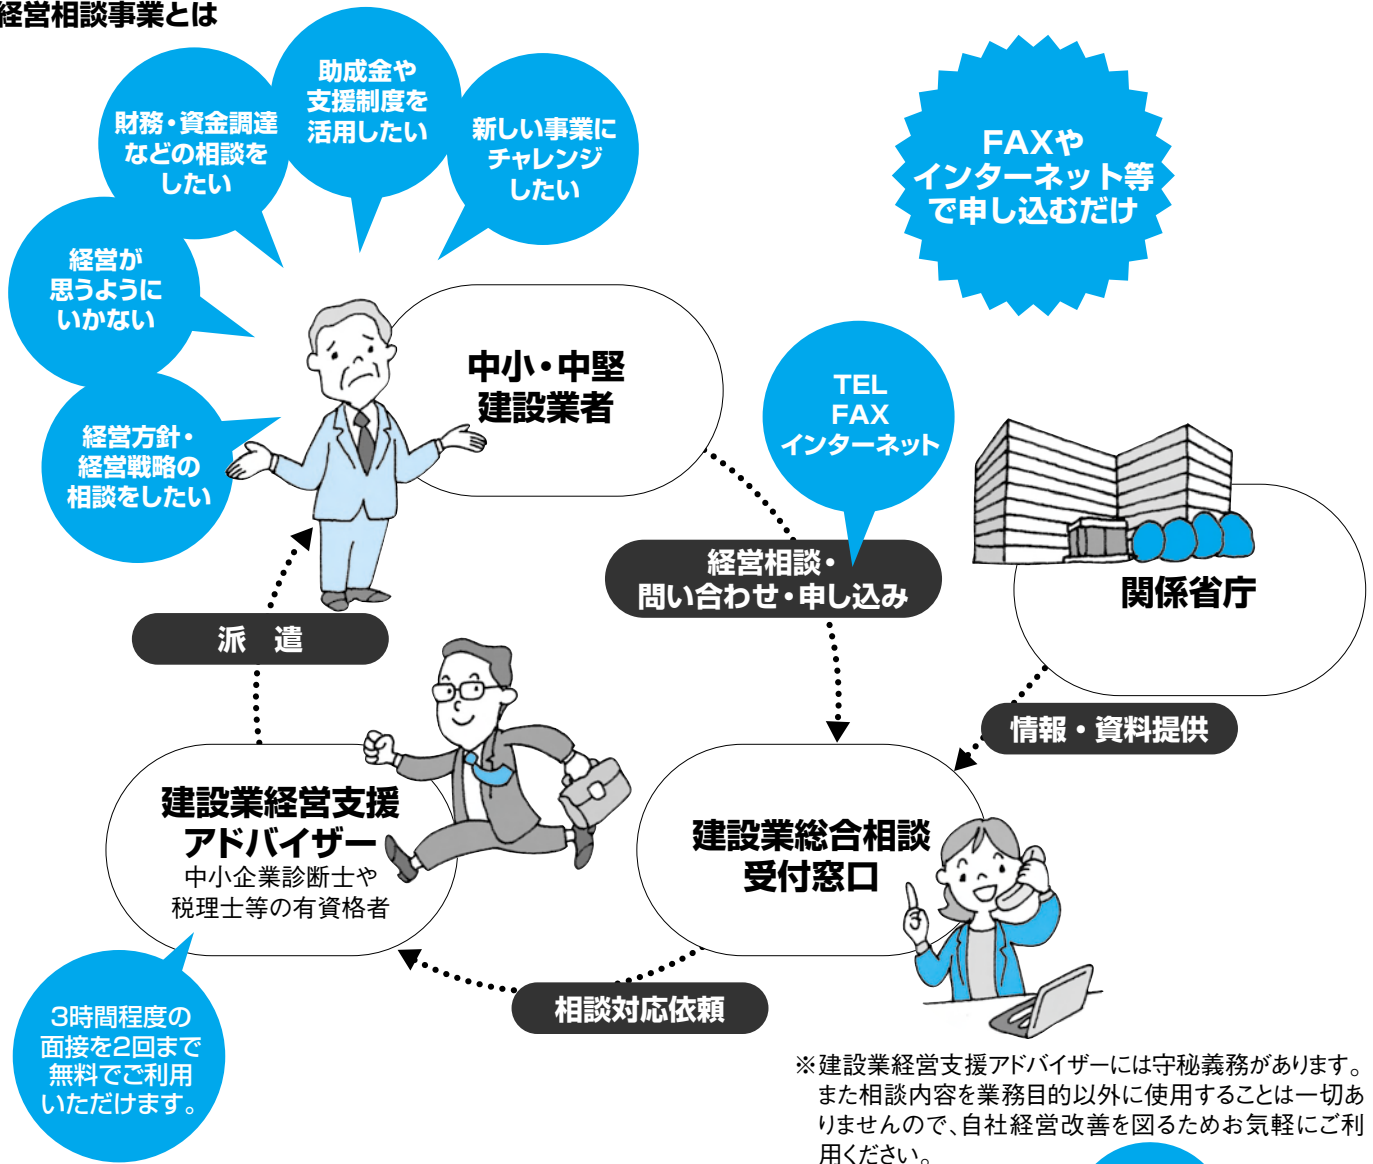 経営相談事業とは
助成金や
支援制度を
活用したい
財務・資金調達
などの相談を
したい
新しい事業に
チャレンジ
したい
経営が
思うように
いかない
経営方針・
経営戦略の
相談をしたい
FAXや
インターネット等
で申し込むだけ
中小・中堅
建設業者
TEL
FAX
インターネット
経営相談・
問い合わせ・申し込み
関係省庁
派 遣
情報・資料提供
建設業経営支援
アドバイザー
中小企業診断士や
税理士等の有資格者
建設業総合相談
受付窓口
相談対応依頼
3時間程度の
面接を2回まで
無料でご利用
いただけます。
※建設業経営支援アドバイザーには守秘義務があります。
また相談内容を業務目的以外に使用することは一切あ
りませんので、自社経営改善を図るためお気軽にご利
用ください。